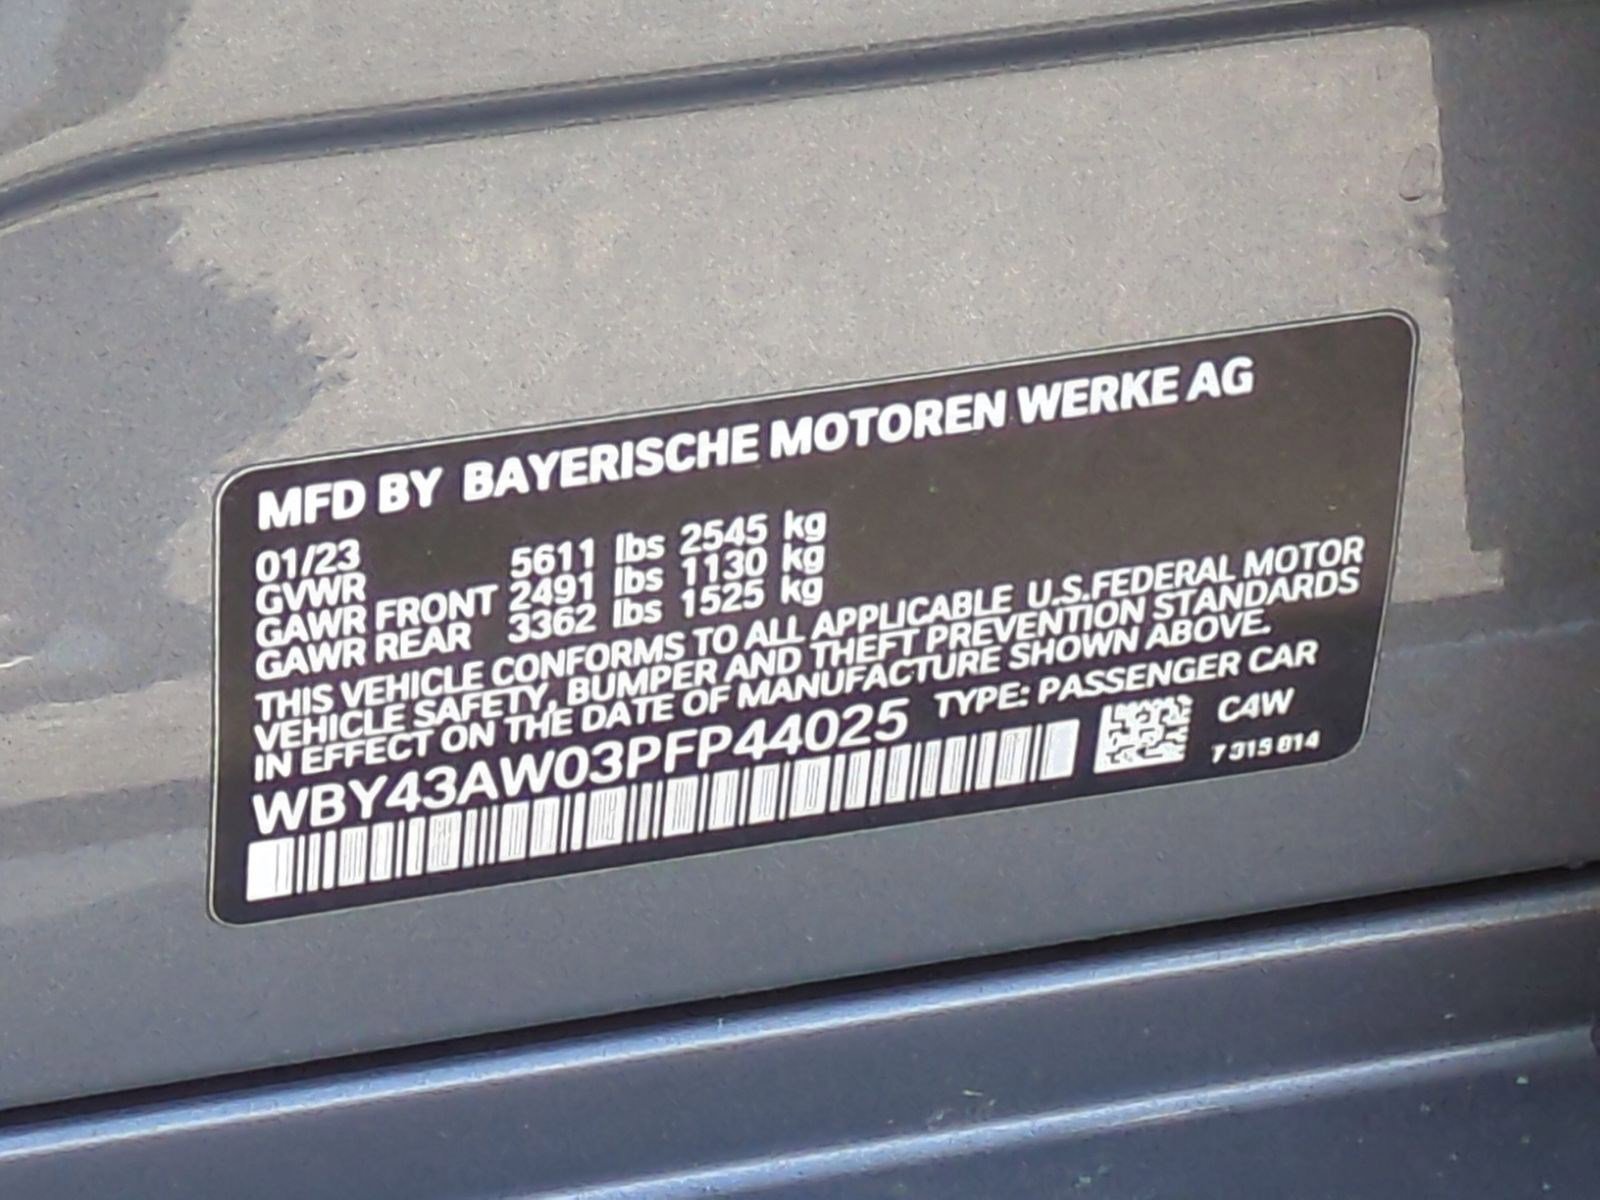 MFD BY BAYERISCHE MOTOREN WERKE AG
01/23
GVWR 5611 lbs 2545 kg
GAWR FRONT 2491 lbs 1130 kg
GAWR REAR 3362 lbs 1525 kg
THIS VEHICLE CONFORMS TO ALL APPLICABLE U.S.FEDERAL MOTOR
VEHICLE SAFETY, BUMPER AND THEFT PREVENTION STANDARDS
IN EFFECT ON THE DATE OF MANUFACTURE SHOWN ABOVE.
WBY43AW03PFP44025 TYPE: PASSENGER CAR
C4W
7 319 814